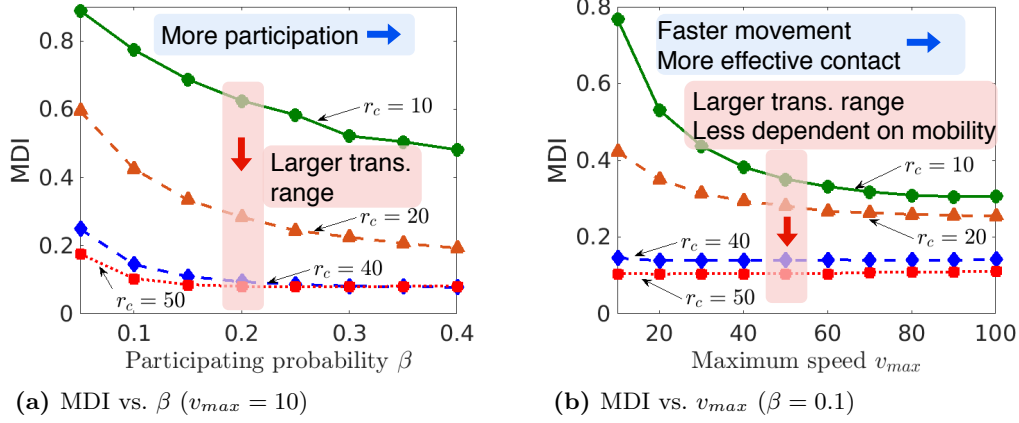 0.8
0.6
0.4
0.2
0
MDI
More participation
r_c = 10
Larger trans.
range
r_c = 20
r_c = 40
r_c = 50
0.1 0.2 0.3 0.4
Participating probability β
(a) MDI vs. β (v_max = 10)
0.8
0.6
0.4
0.2
0
MDI
Faster movement
More effective contact
Larger trans. range
Less dependent on mobility
r_c = 10
r_c = 20
r_c = 40
r_c = 50
20 40 60 80 100
Maximum speed v_max
(b) MDI vs. v_max (β = 0.1)